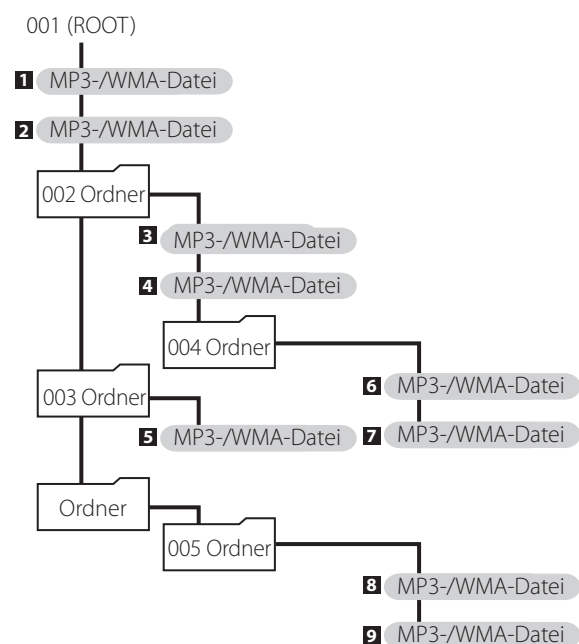 001 (ROOT)
1 MP3-/WMA-Datei
2 MP3-/WMA-Datei
002 Ordner
3 MP3-/WMA-Datei
4 MP3-/WMA-Datei
004 Ordner
6 MP3-/WMA-Datei
003 Ordner
5 MP3-/WMA-Datei
7 MP3-/WMA-Datei
Ordner
005 Ordner
8 MP3-/WMA-Datei
9 MP3-/WMA-Datei